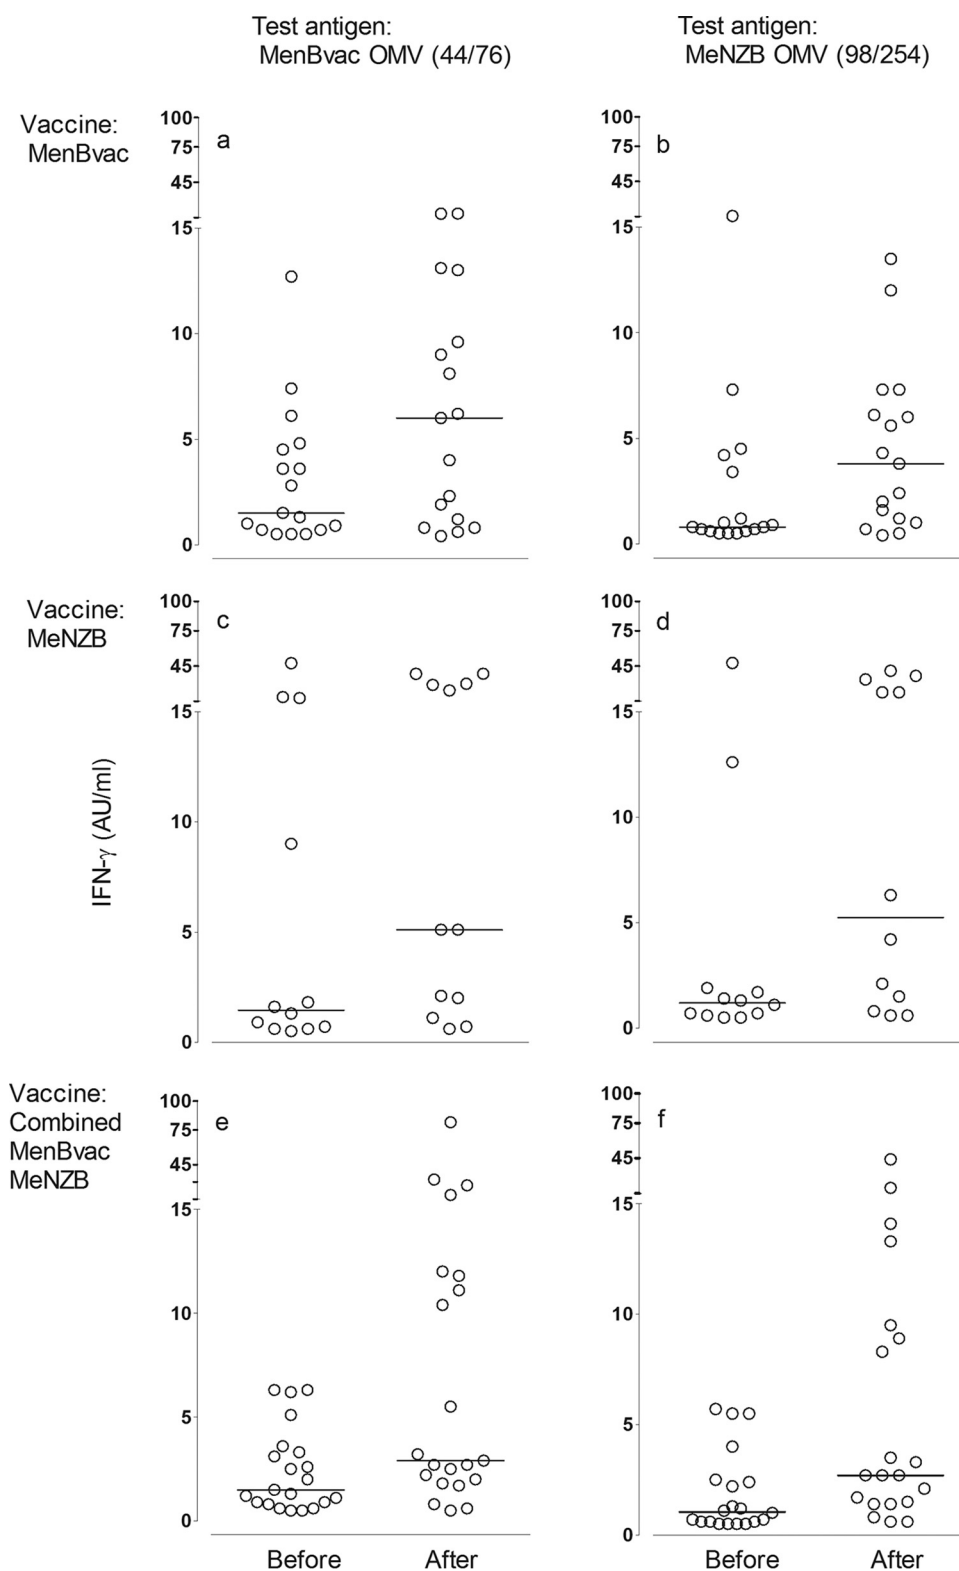 Test antigen:
MenBvac OMV (44/76)
Test antigen:
MeNZB OMV (98/254)
Vaccine:
MenBvac
100
75
45
15
10
5
0
a
100
75
45
15
10
5
0
b
Vaccine:
MeNZB
100
75
45
15
10
5
0
c
100
75
45
15
10
5
0
d
IFN-γ (AU/ml)
Vaccine:
Combined
MenBvac
MeNZB
100
75
45
15
10
5
0
e
100
75
45
15
10
5
0
f
Before
After
Before
After